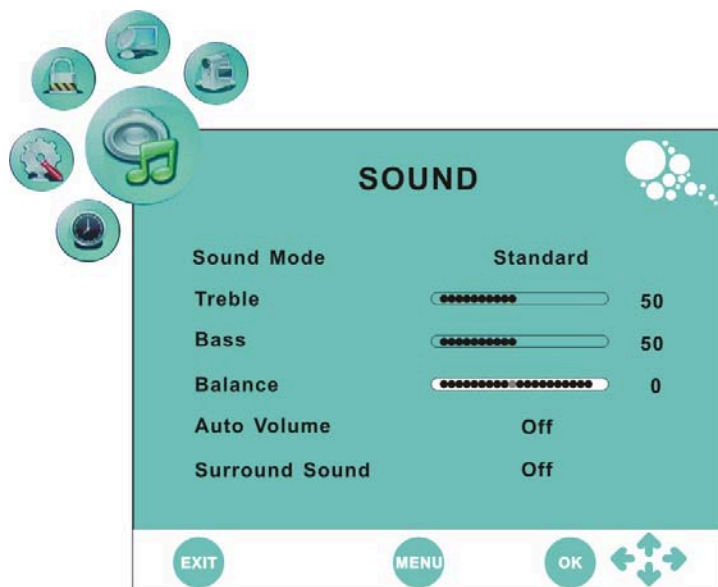 SOUND
Sound Mode Standard
Treble 50
Bass 50
Balance 0
Auto Volume Off
Surround Sound Off
EXIT MENU OK